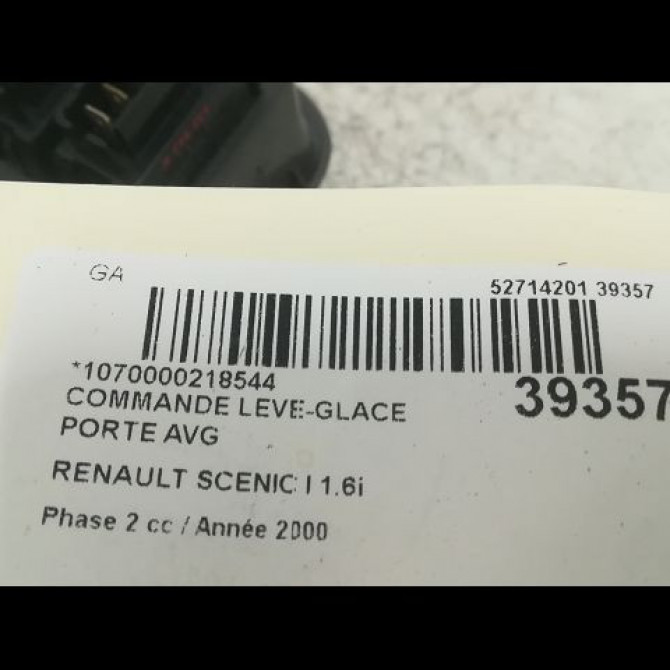 GA
52714201 39357
*1070000218544
39357
COMMANDE LEVE-GLACE
PORTE AVG
RENAULT SCENIC I 1.6i
Phase 2 cc / Année 2000